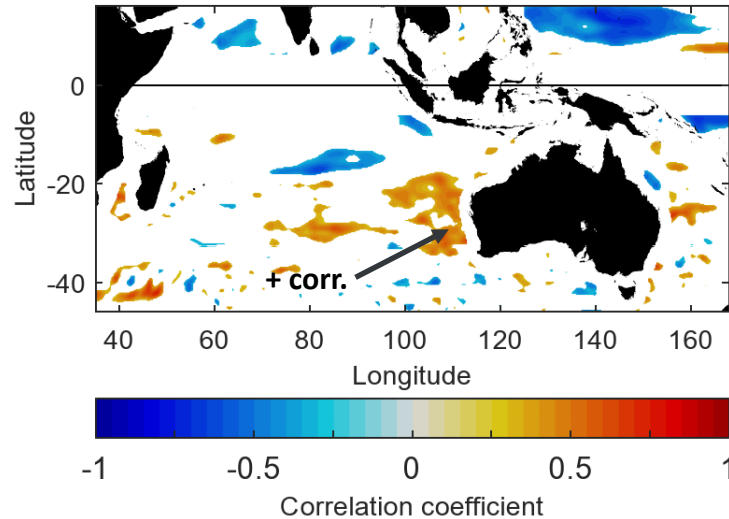 0
-20
-40
Latitude
+ corr.
40 60 80 100 120 140 160
Longitude
-1 -0.5 0 0.5 1
Correlation coefficient